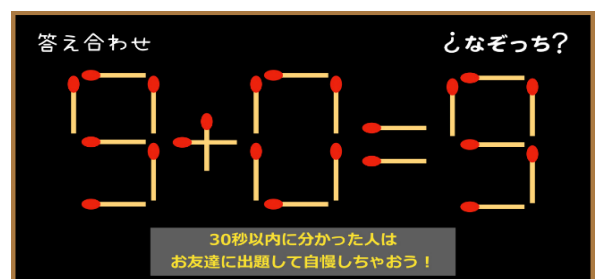 答え合わせ
¿なぞっち?
9+0=9
30秒以内に分かった人は
お友達に出題して自慢しちゃおう！